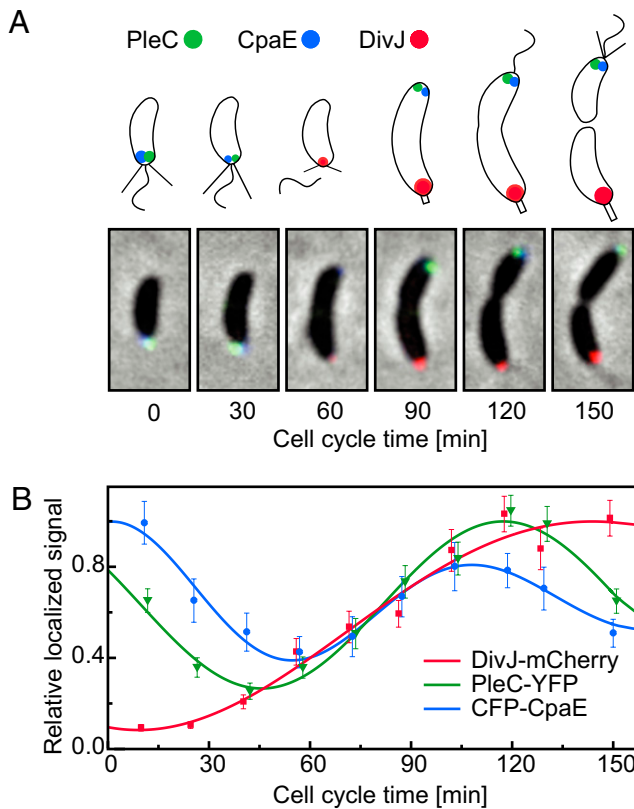 A
PleC CpaE DivJ
0 30 60 90 120 150
Cell cycle time [min]
B
Relative localized signal
0.8
0.4
0.0
DivJ-mCherry
PleC-YFP
CFP-CpaE
0 30 60 90 120 150
Cell cycle time [min]